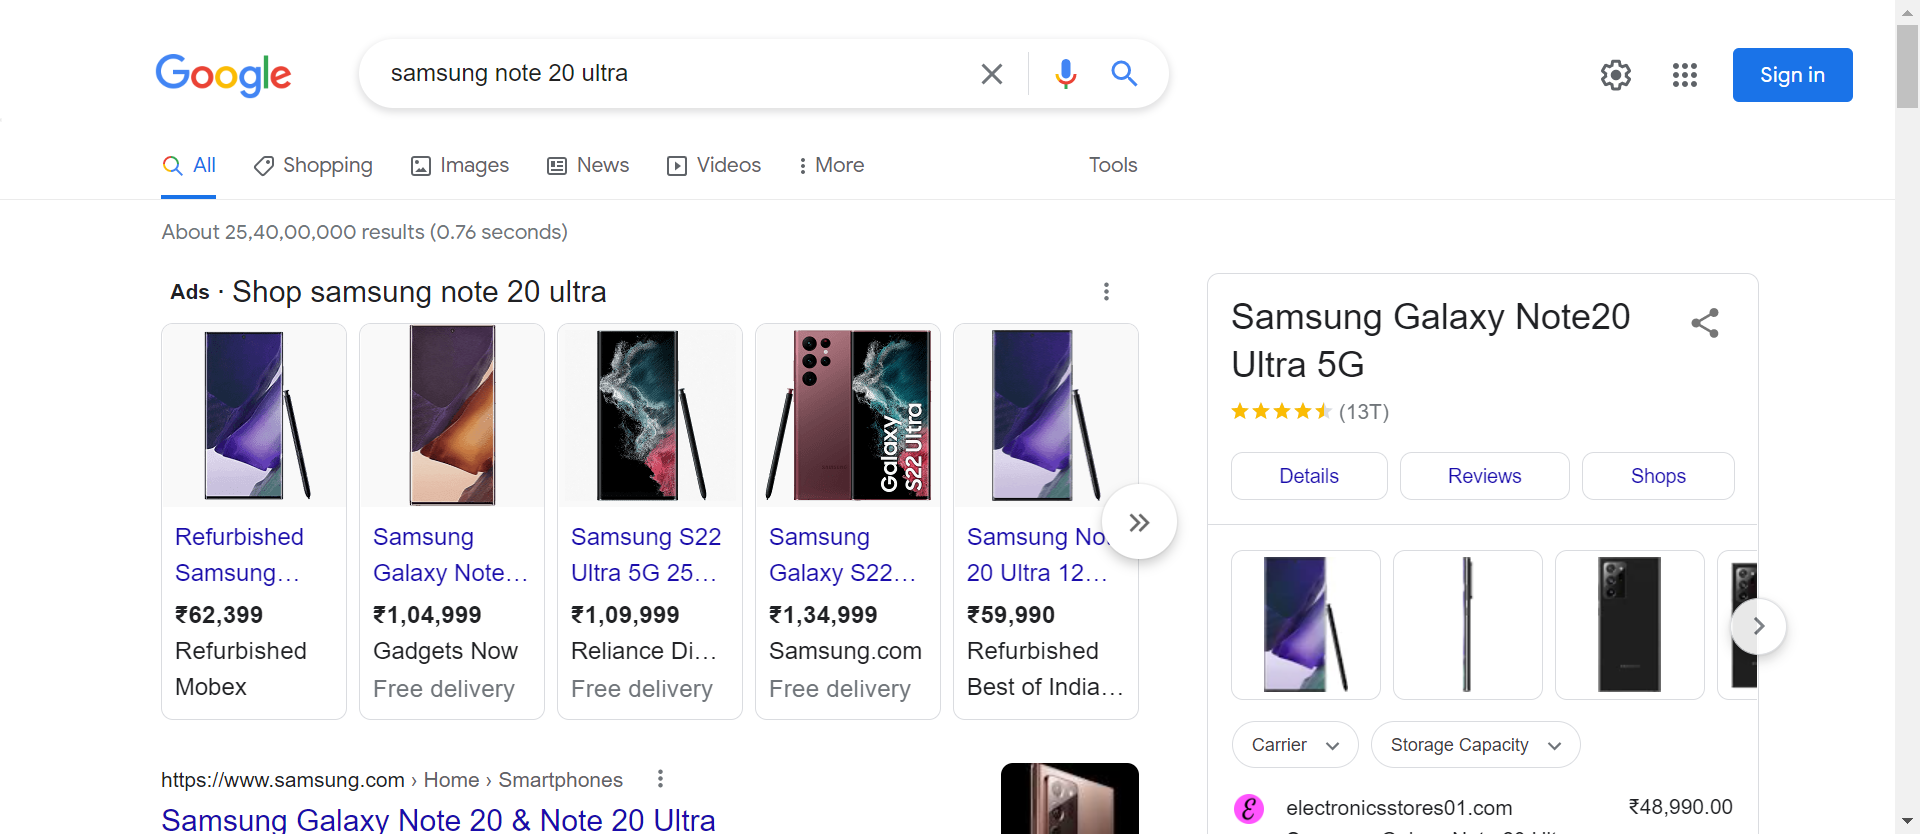 Google
samsung note 20 ultra
Sign in
All
Shopping
Images
News
Videos
More
Tools
About 25,40,00,000 results (0.76 seconds)
Ads · Shop samsung note 20 ultra
Galaxy
S22 Ultra
Refurbished
Samsung…
₹62,399
Refurbished
Mobex
Samsung
Galaxy Note…
₹1,04,999
Gadgets Now
Free delivery
Samsung S22
Ultra 5G 25…
₹1,09,999
Reliance Di…
Free delivery
Samsung
Galaxy S22…
₹1,34,999
Samsung.com
Free delivery
Samsung
20 Ultra 12…
₹59,990
Refurbished
Best of India…
https://www.samsung.com › Home › Smartphones
Samsung Galaxy Note 20 & Note 20 Ultra
Samsung Galaxy Note20
Ultra 5G
(13T)
Details
Reviews
Shops
Carrier
Storage Capacity
electronicsstores01.com
₹48,990.00